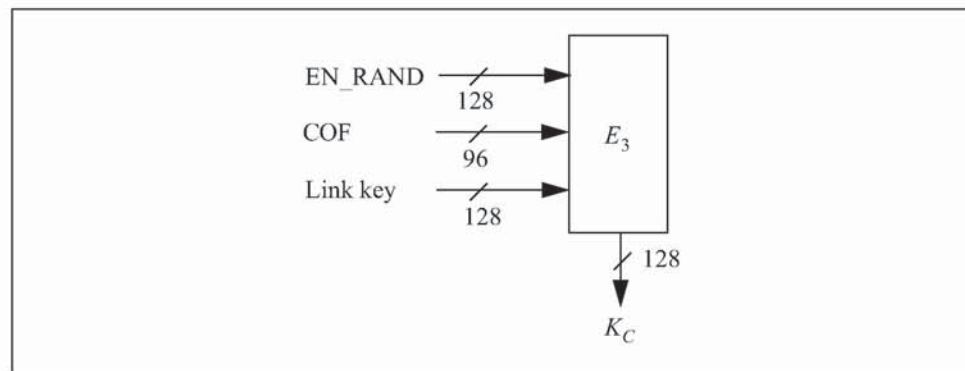 EN_RAND
128
COF
96
Link key
128
E3
128
KC